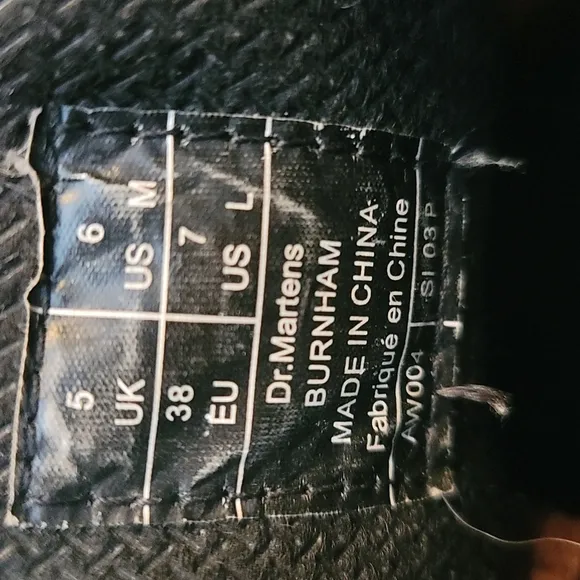 5 6
UK US M
38 7
EU US L
Dr.Martens
BURNHAM
MADE IN CHINA
Fabriqué en Chine
AW004 SI 03 P